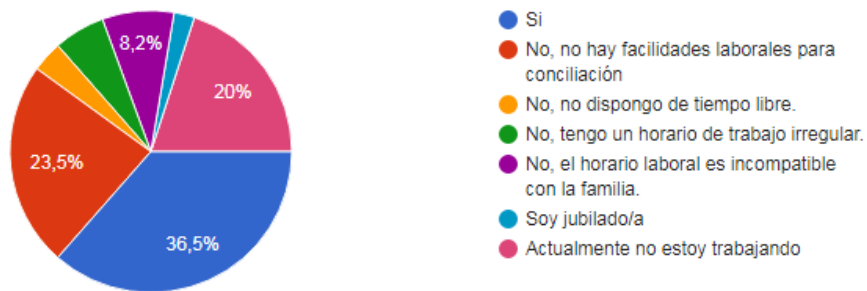 8,2%
20%
23,5%
36,5%
Si
No, no hay facilidades laborales para
conciliación
No, no dispongo de tiempo libre.
No, tengo un horario de trabajo irregular.
No, el horario laboral es incompatible
con la familia.
Soy jubilado/a
Actualmente no estoy trabajando